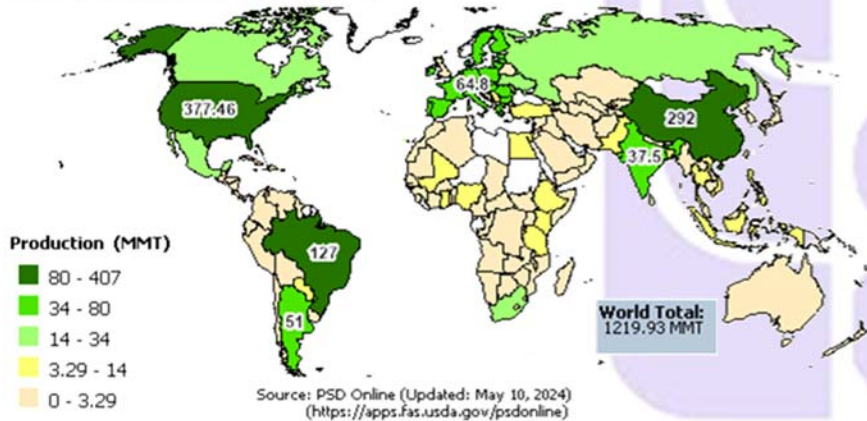 377.46
64.8
292
37.5
127
51
Production (MMT)
80 - 407
34 - 80
14 - 34
3.29 - 14
0 - 3.29
World Total:
1219.93 MMT
Source: PSD Online (Updated: May 10, 2024)
(https://apps.fas.usda.gov/psdonline)